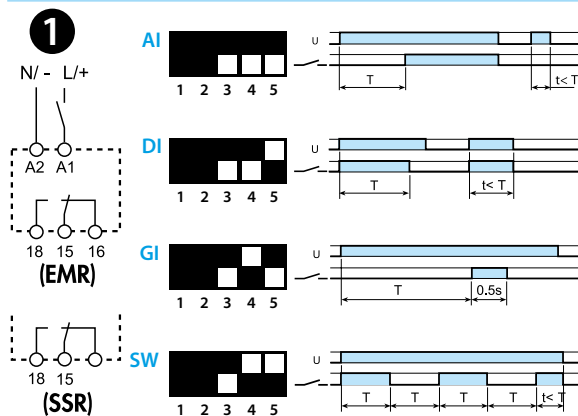 1
N/ - L/+
A2 A1
18 15 16
(EMR)
18 15
(SSR)
AI
1 2 3 4 5
U
T
t< T
DI
1 2 3 4 5
U
T
t< T
GI
1 2 3 4 5
U
T
0.5s
SW
1 2 3 4 5
U
T T T T t< T